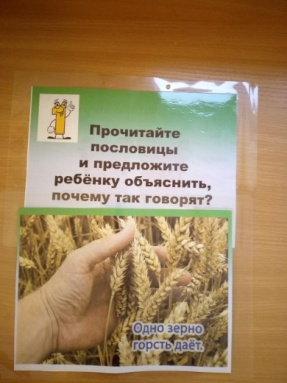 Прочитайте
пословицы
и предложите
ребёнку объяснить,
почему так говорят?
Одно зерно
горсть даёт.